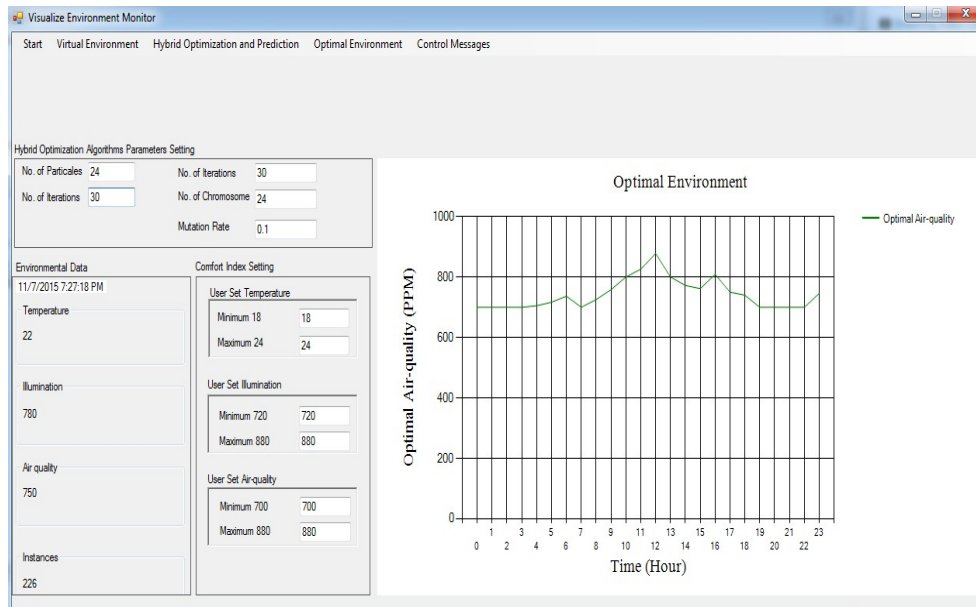 Visualize Environment Monitor
Start Virtual Environment Hybrid Optimization and Prediction Optimal Environment Control Messages
Hybrid Optimization Algorithms Parameters Setting
No. of Particales 24 No. of Iterations 30
No. of Iterations 30 No. of Chromosome 24
Mutation Rate 0.1
Environmental Data
11/7/2015 7:27:18 PM
Temperature
22
Illumination
780
Air quality
750
Instances
226
Comfort Index Setting
User Set Temperature
Minimum 18 18
Maximum 24 24
User Set Illumination
Minimum 720 720
Maximum 880 880
User Set Air-quality
Minimum 700 700
Maximum 880 880
Optimal Environment
Optimal Air-quality
Optimal Air-quality (PPM)
1000
800
600
400
200
0
1 3 5 7 9 11 13 15 17 19 21 23
0 2 4 6 8 10 12 14 16 18 20 22
Time (Hour)